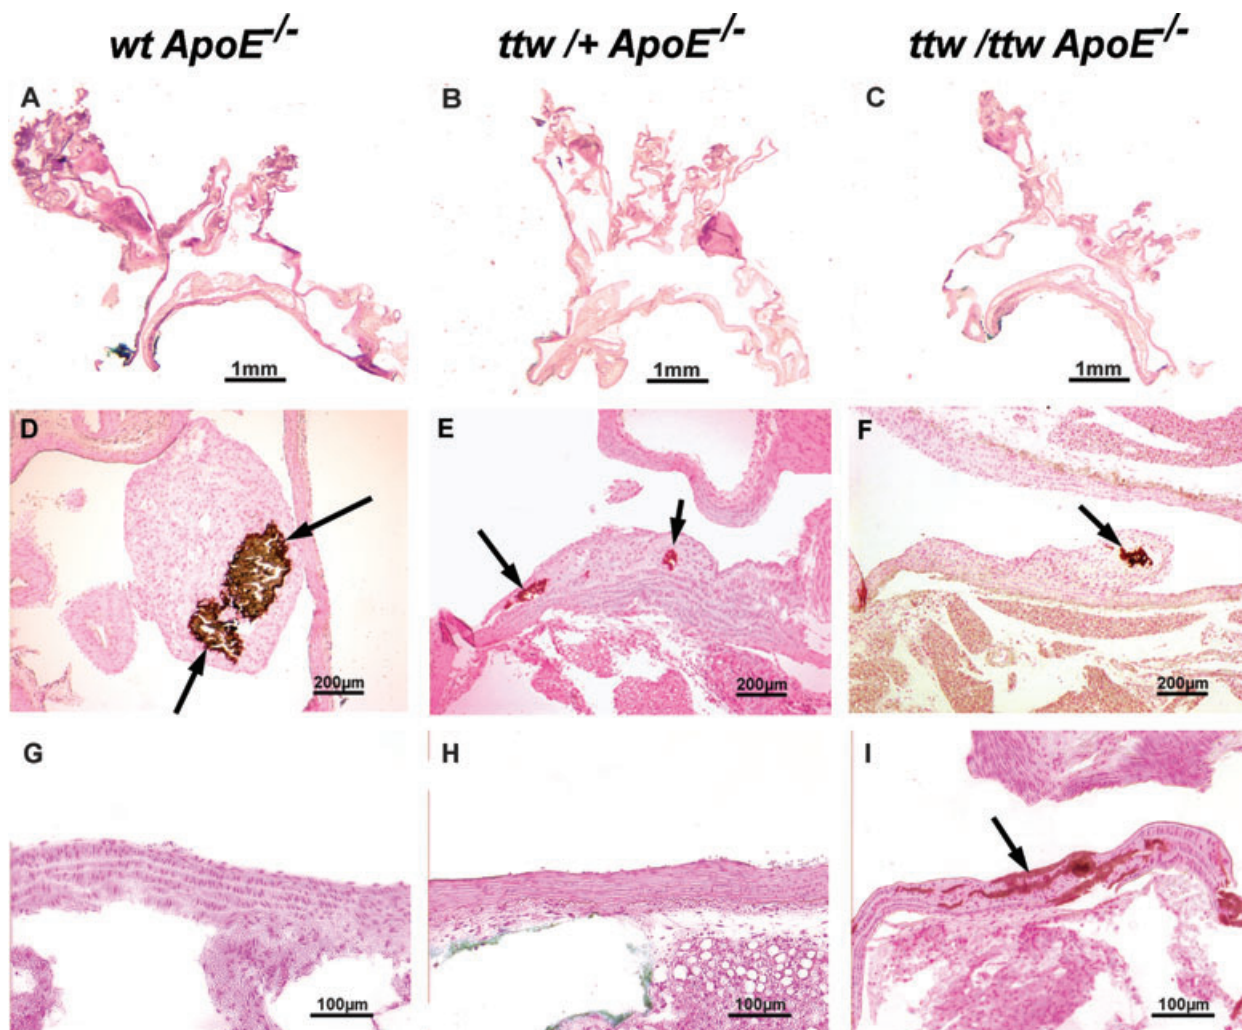 wt ApoE-/- ttw /+ ApoE-/- ttw /ttw ApoE-/-
A B C
1mm 1mm 1mm
D E F
200µm 200µm 200µm
G H I
100µm 100µm 100µm